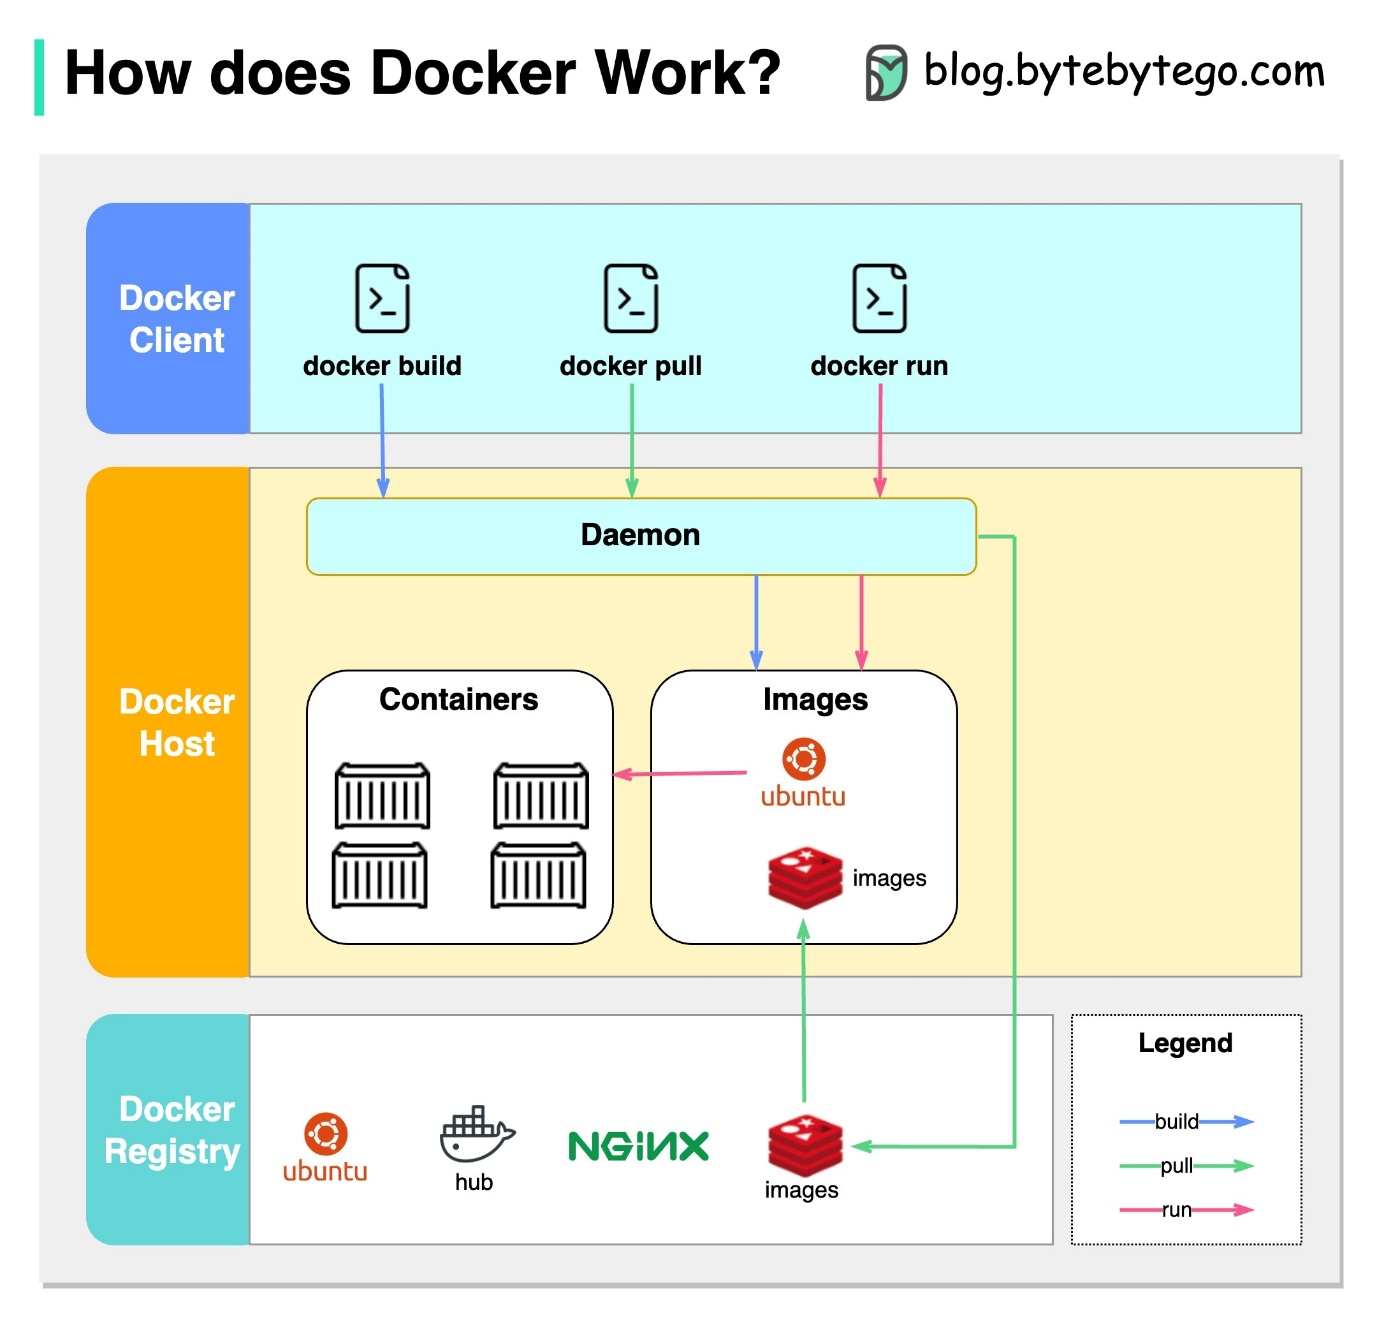 How does Docker Work?
blog.bytebytego.com
Docker
Client
docker build
docker pull
docker run
Docker
Host
Daemon
Containers
Images
ubuntu
images
Docker
Registry
ubuntu
hub
NGINX
images
Legend
build
pull
run